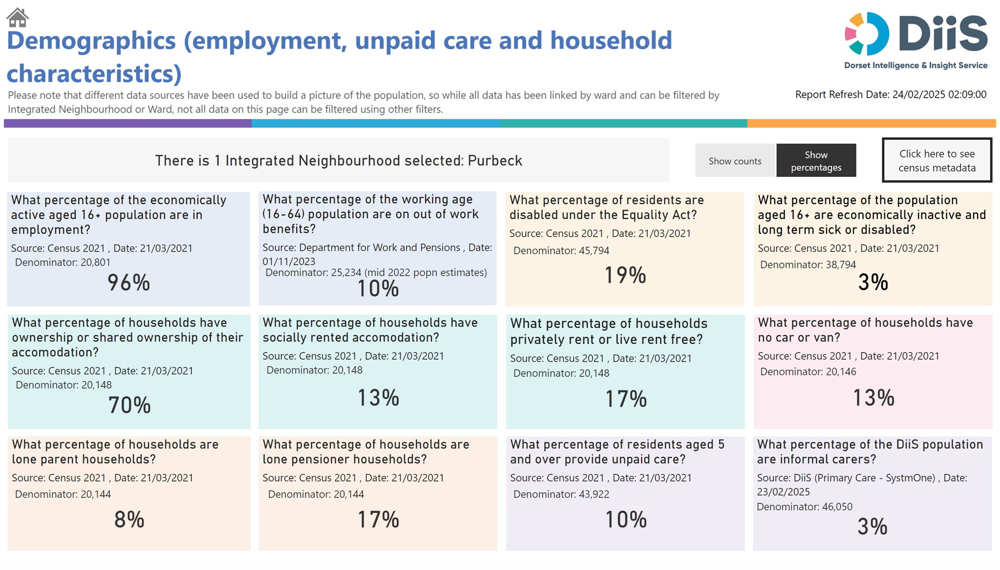 Demographics (employment, unpaid care and household
characteristics)
DiiS
Dorset Intelligence & Insight Service
Please note that different data sources have been used to build a picture of the population, so while all data has been linked by ward and can be filtered by
Integrated Neighbourhood or Ward, not all data on this page can be filtered using other filters.
Report Refresh Date: 24/02/2025 02:09:00
There is 1 Integrated Neighbourhood selected: Purbeck
Show counts
Show
percentages
Click here to see
census metadata
What percentage of the economically
active aged 16+ population are in
employment?
Source: Census 2021 , Date: 21/03/2021
Denominator: 20,801
96%
What percentage of the working age
(16-64) population are on out of work
benefits?
Source: Department for Work and Pensions , Date:
01/11/2023
Denominator: 25,234 (mid 2022 popn estimates)
10%
What percentage of residents are
disabled under the Equality Act?
Source: Census 2021 , Date: 21/03/2021
Denominator: 45,794
19%
What percentage of the population
aged 16+ are economically inactive and
long term sick or disabled?
Source: Census 2021 , Date: 21/03/2021
Denominator: 38,794
3%
What percentage of households have
ownership or shared ownership of their
accomodation?
Source: Census 2021 , Date: 21/03/2021
Denominator: 20,148
70%
What percentage of households have
socially rented accomodation?
Source: Census 2021 , Date: 21/03/2021
Denominator: 20,148
13%
What percentage of households
privately rent or live rent free?
Source: Census 2021 , Date: 21/03/2021
Denominator: 20,148
17%
What percentage of households have
no car or van?
Source: Census 2021 , Date: 21/03/2021
Denominator: 20,146
13%
What percentage of households are
lone parent households?
Source: Census 2021 , Date: 21/03/2021
Denominator: 20,144
8%
What percentage of households are
lone pensioner households?
Source: Census 2021 , Date: 21/03/2021
Denominator: 20,144
17%
What percentage of residents aged 5
and over provide unpaid care?
Source: Census 2021 , Date: 21/03/2021
Denominator: 43,922
10%
What percentage of the DiiS population
are informal carers?
Source: DiiS (Primary Care - SystmOne) , Date:
23/02/2025
Denominator: 46,050
3%